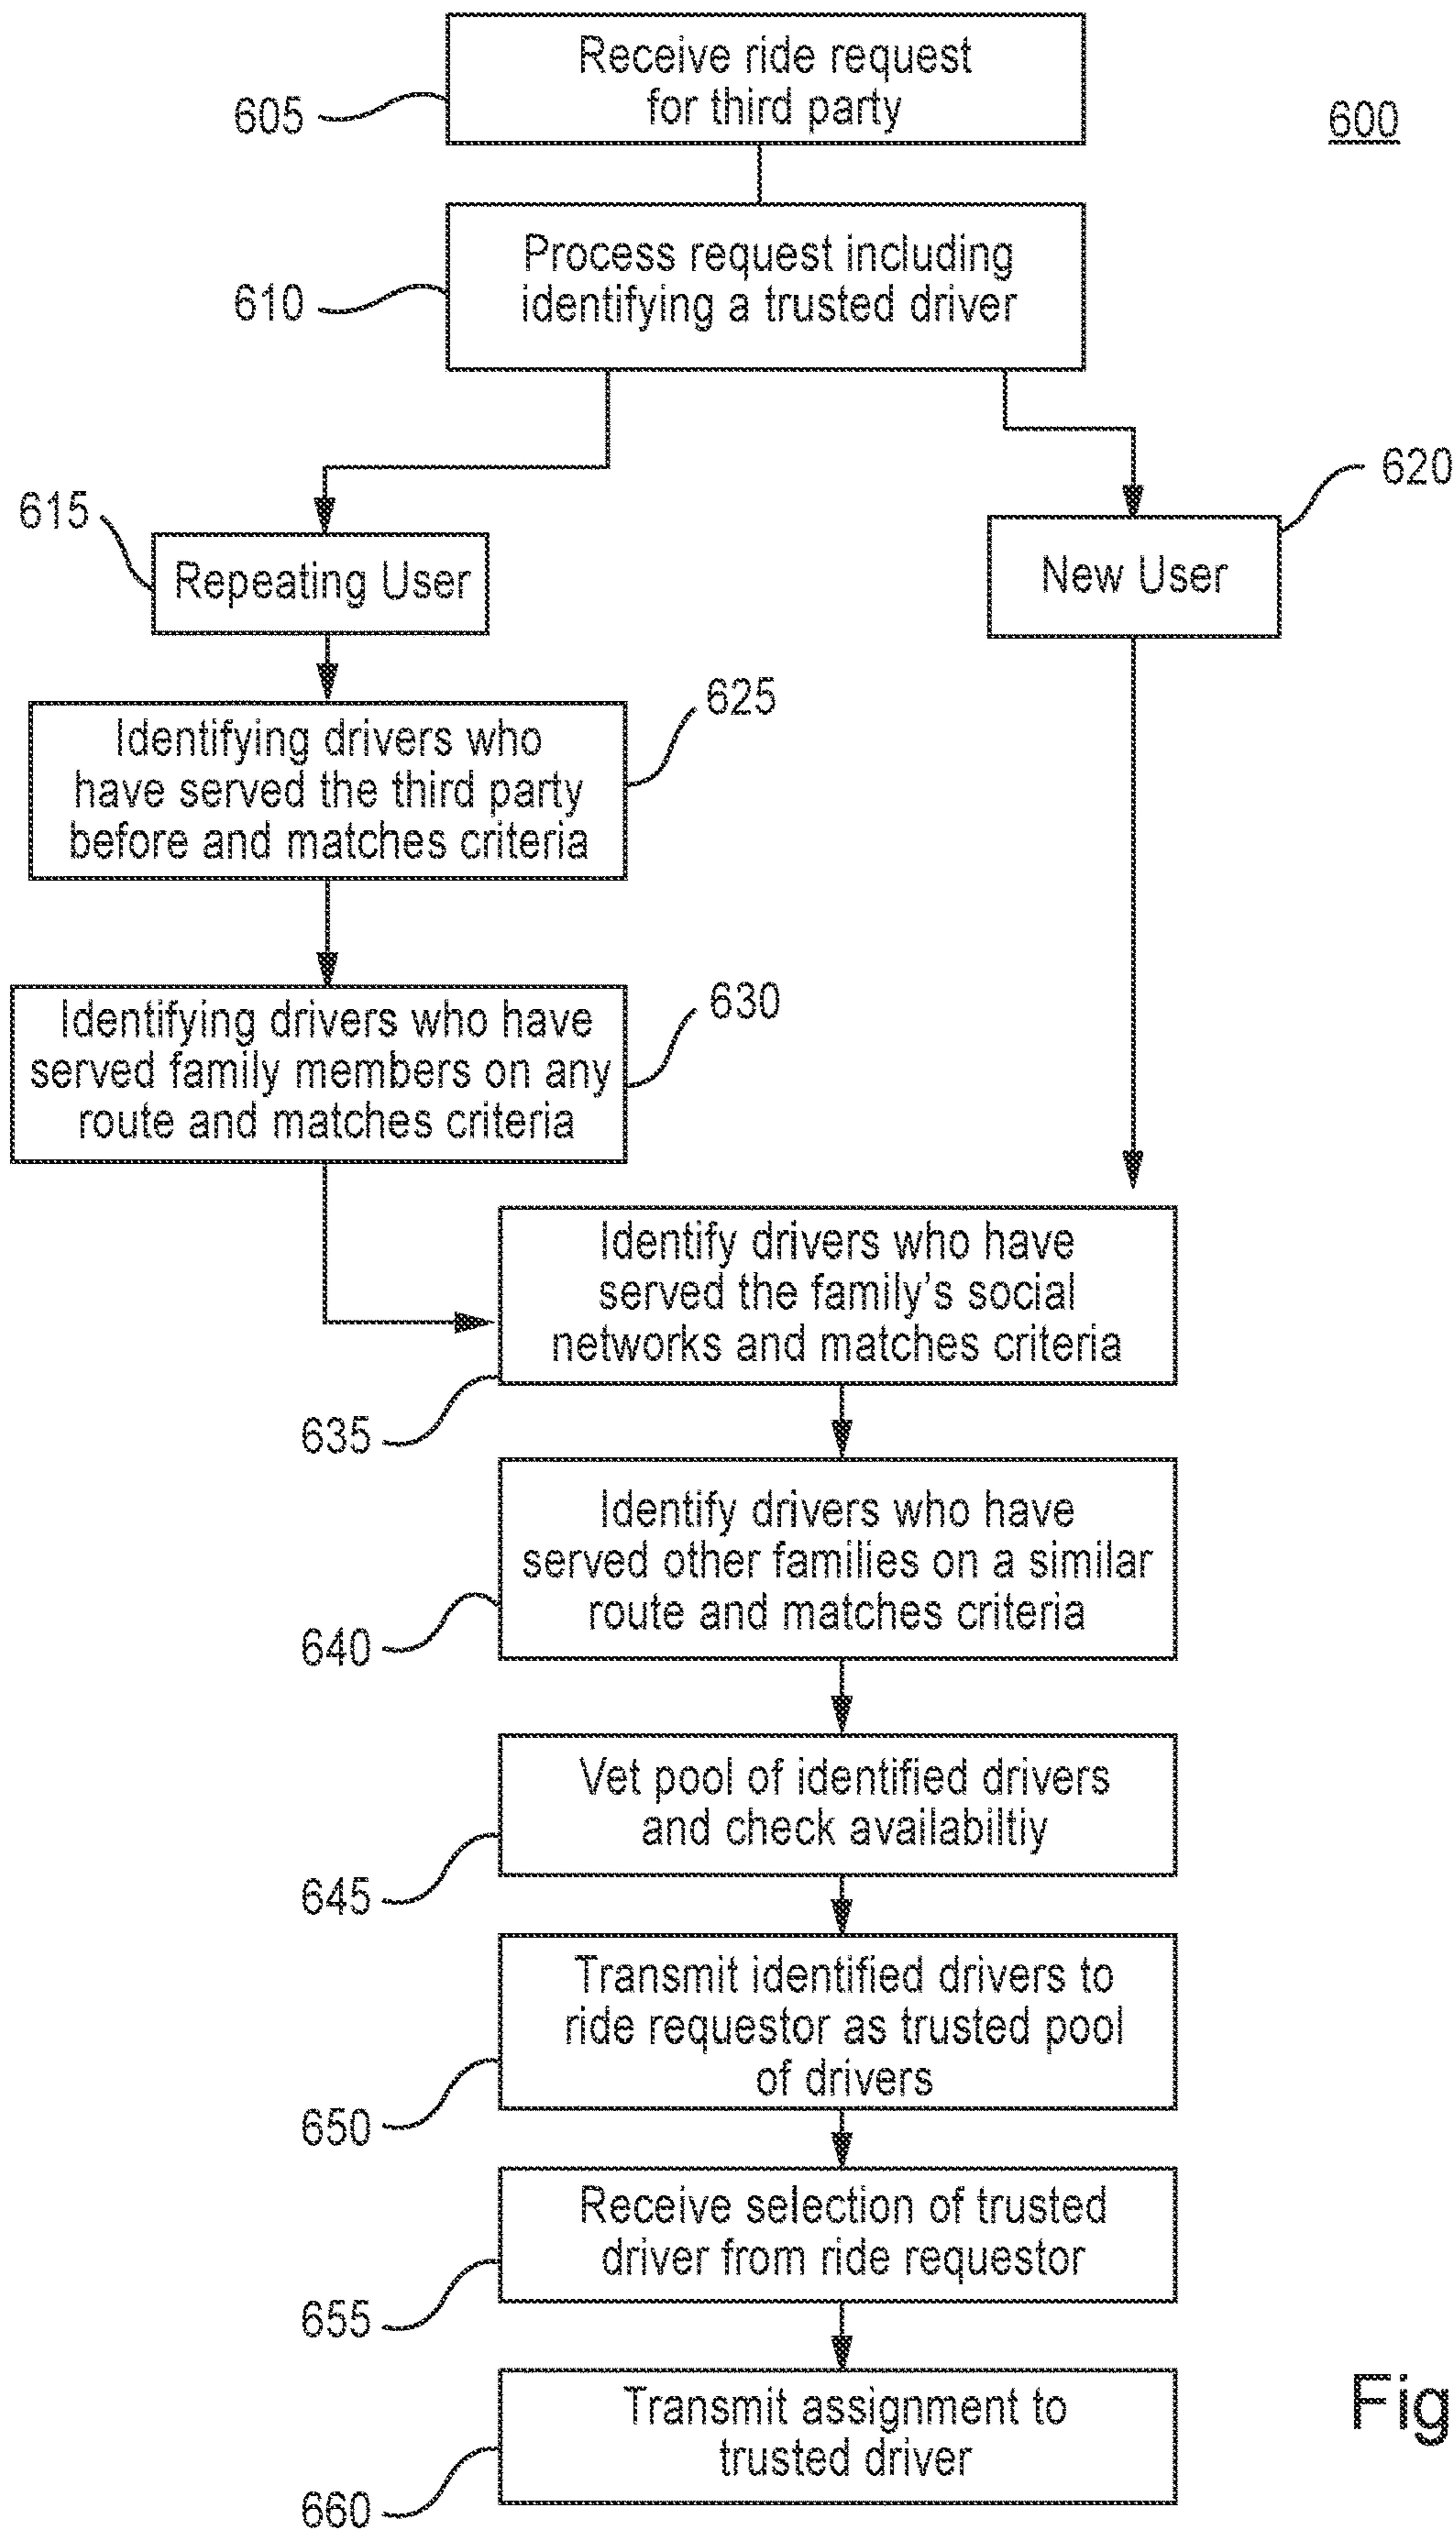 Receive ride request
for third party
605
600
Process request including
identifying a trusted driver
610
620
615
Repeating User
New User
625
Identifying drivers who
have served the third party
before and matches criteria
630
Identifying drivers who have
served family members on any
route and matches criteria
Identify drivers who have
served the family's social
networks and matches criteria
635
Identify drivers who have
served other families on a similar
route and matches criteria
640
Vet pool of identified drivers
and check availabiltiy
645
Transmit identified drivers to
ride requestor as trusted pool
of drivers
650
Receive selection of trusted
driver from ride requestor
655
Transmit assignment to
trusted driver
660
Fig